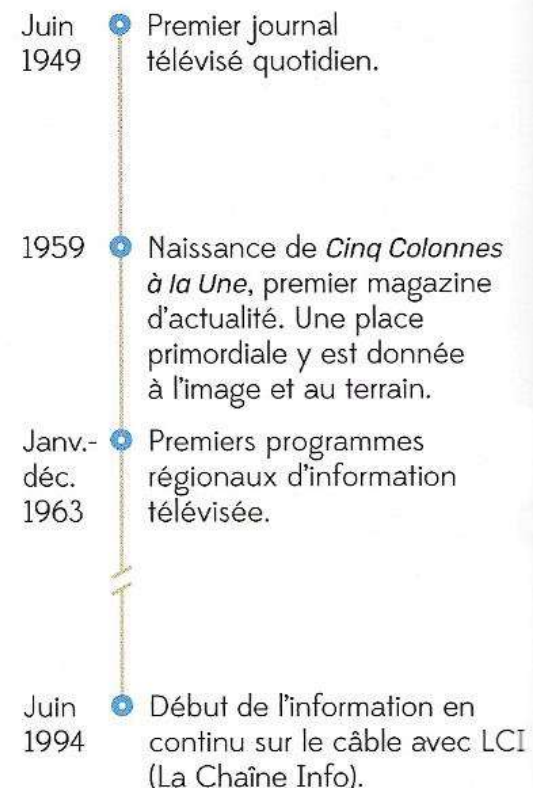 Juin Premier journal
1949 télévisé quotidien.
1959 Naissance de Cinq Colonnes
à la Une, premier magazine
d'actualité. Une place
primordiale y est donnée
à l'image et au terrain.
Janv.- Premiers programmes
déc. régionaux d'information
1963 télévisée.
Juin Début de l'information en
1994 continu sur le câble avec LCI
(La Chaîne Info).